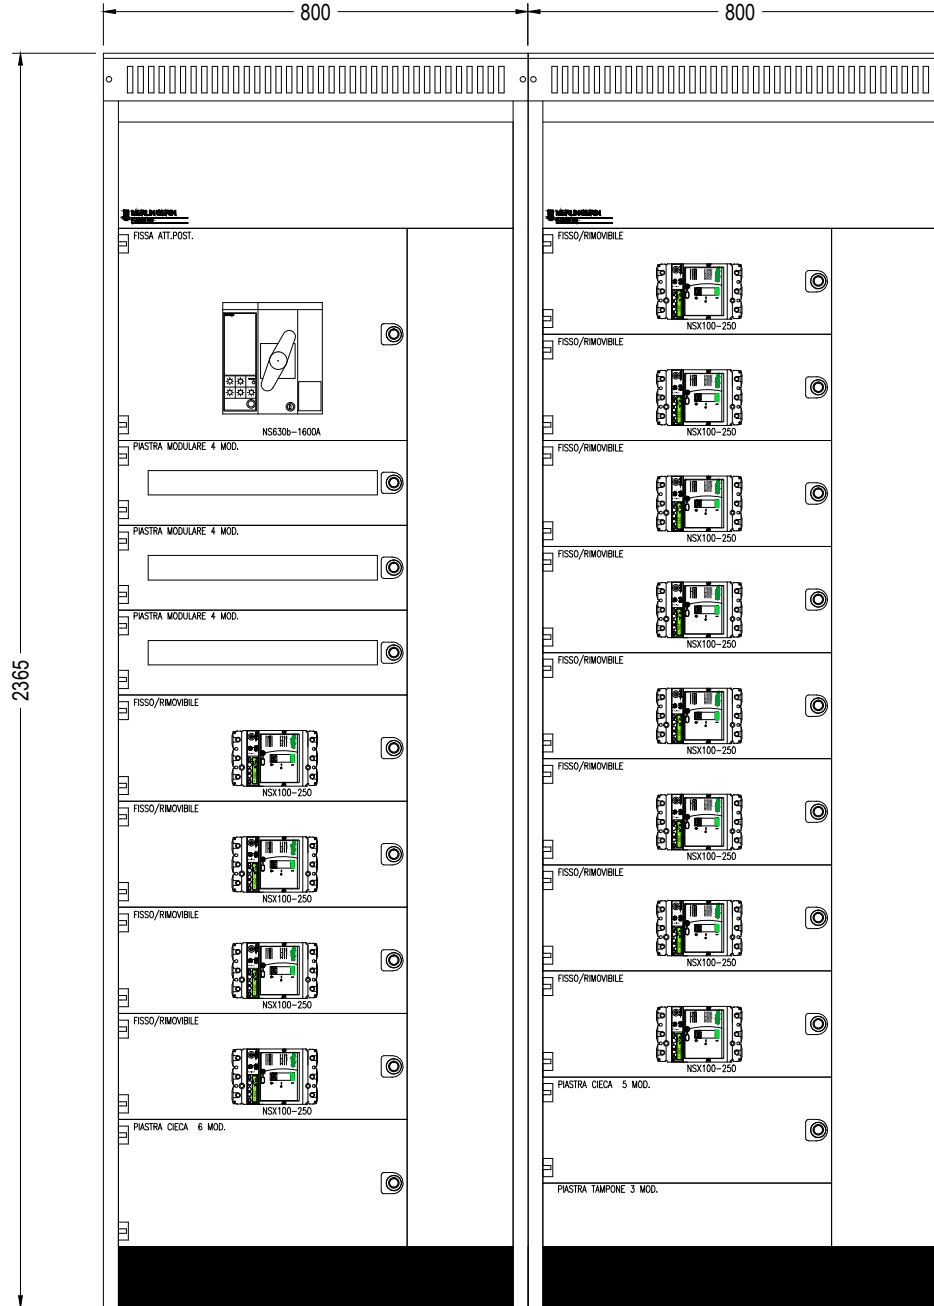 800
800
2365
MERLIN GERIN
MERLIN GERIN
FISSA ATT.POST.
NS630b-1600A
PIASTRA MODULARE 4 MOD.
PIASTRA MODULARE 4 MOD.
PIASTRA MODULARE 4 MOD.
FISSO/RIMOVIBILE
NSX100-250
FISSO/RIMOVIBILE
NSX100-250
FISSO/RIMOVIBILE
NSX100-250
FISSO/RIMOVIBILE
NSX100-250
PIASTRA CIECA 6 MOD.
FISSO/RIMOVIBILE
NSX100-250
FISSO/RIMOVIBILE
NSX100-250
FISSO/RIMOVIBILE
NSX100-250
FISSO/RIMOVIBILE
NSX100-250
FISSO/RIMOVIBILE
NSX100-250
FISSO/RIMOVIBILE
NSX100-250
FISSO/RIMOVIBILE
NSX100-250
FISSO/RIMOVIBILE
NSX100-250
PIASTRA CIECA 5 MOD.
PIASTRA TAMPONE 3 MOD.